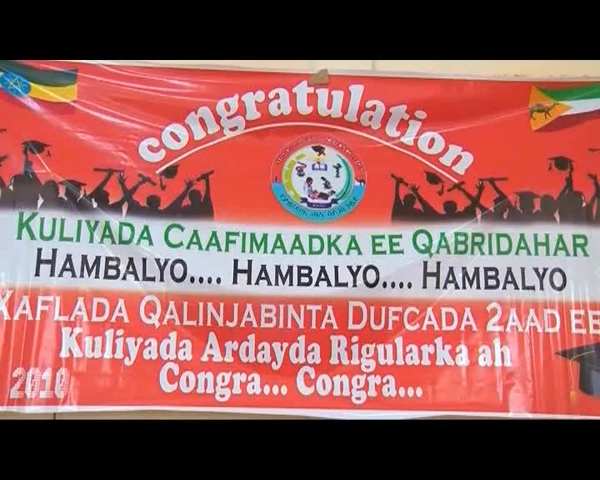 congratulation
KULIYADA CAAFIMAADKA EE QABRIDAHAR
HAMBALYO.... HAMBALYO.... HAMBALYO
XAFLADA QALINJABINTA DUFCADA 2AAD EE
Kuliyada Ardayda Rigularka ah
Congra... Congra...
2010